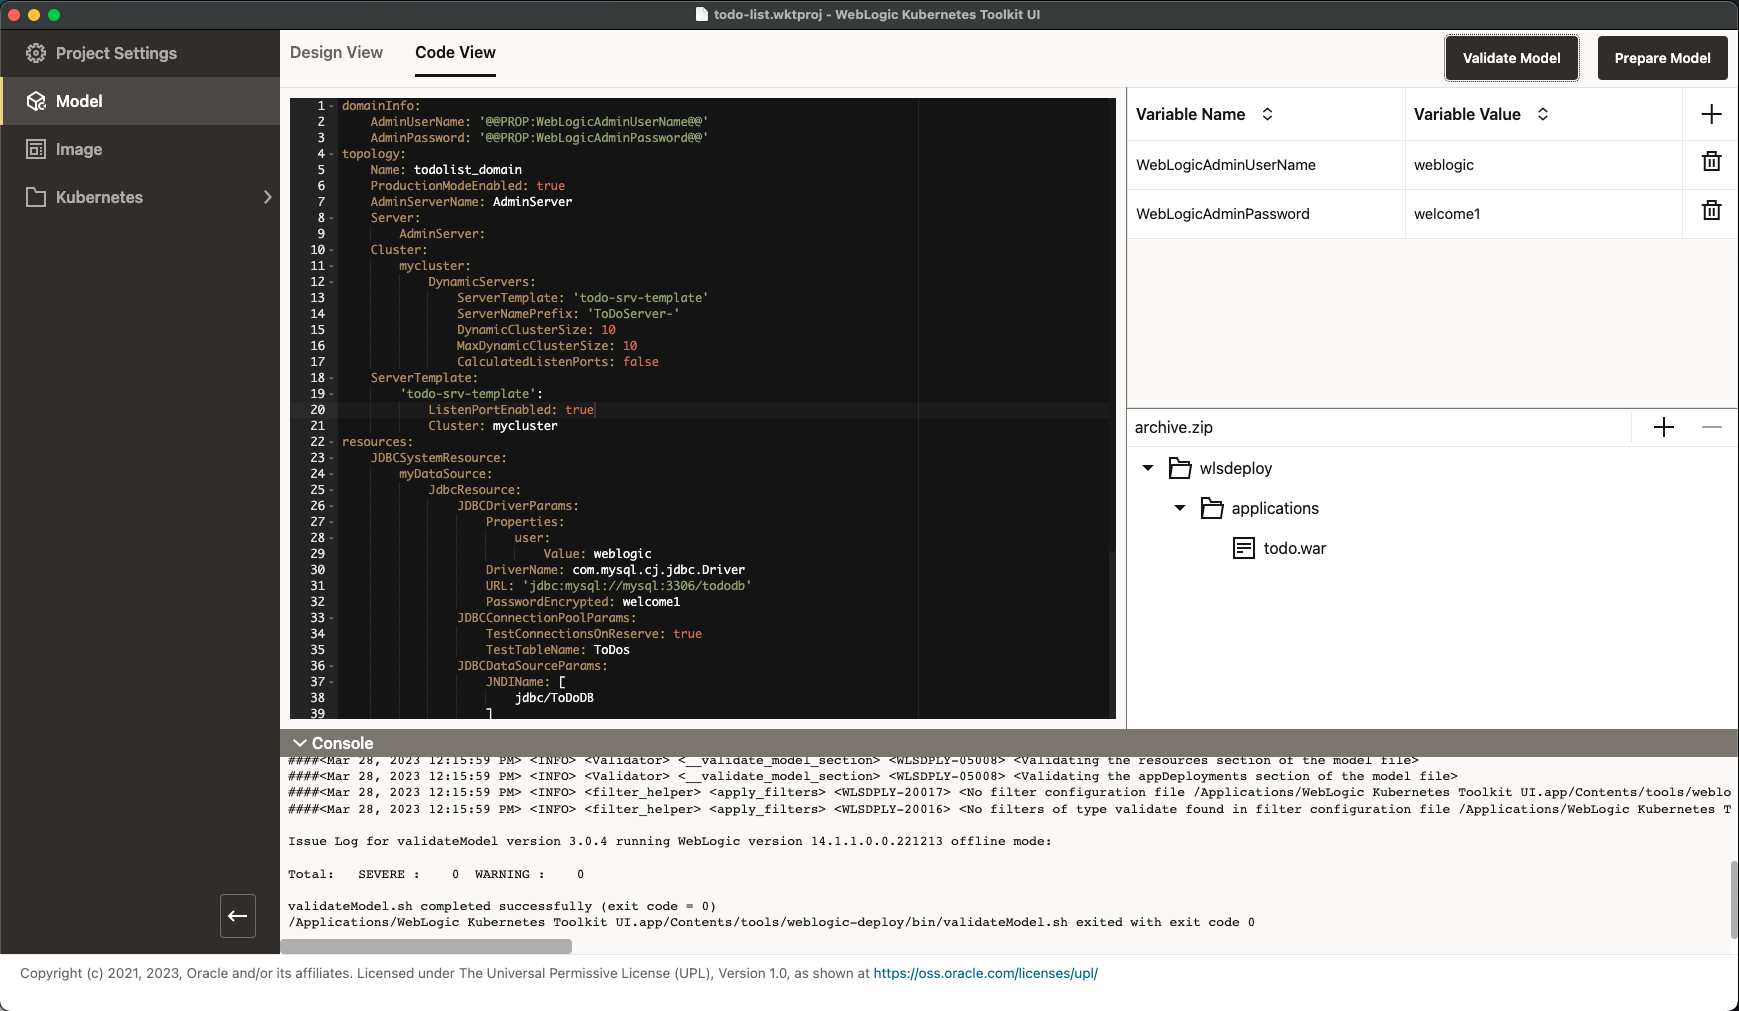 todo-list.wktproj - WebLogic Kubernetes Toolkit UI
Project Settings
Model
Image
Kubernetes
Design View
Code View
Validate Model
Prepare Model
1 domainInfo:
2 AdminUserName: '@@PROP:WebLogicAdminUserName@@'
3 AdminPassword: '@@PROP:WebLogicAdminPassword@@'
4 topology:
5 Name: todolist_domain
6 ProductionModeEnabled: true
7 AdminServerName: AdminServer
8 Server:
9 AdminServer:
10 Cluster:
11 mycluster:
12 DynamicServers:
13 ServerTemplate: 'todo-srv-template'
14 ServerNamePrefix: 'ToDoServer-'
15 DynamicClusterSize: 10
16 MaxDynamicClusterSize: 10
17 CalculatedListenPorts: false
18 ServerTemplate:
19 'todo-srv-template':
20 ListenPortEnabled: true
21 Cluster: mycluster
22 resources:
23 JDBCSystemResource:
24 myDataSource:
25 JdbcResource:
26 JDBCDriverParams:
27 Properties:
28 user:
29 Value: weblogic
30 DriverName: com.mysql.cj.jdbc.Driver
31 URL: 'jdbc:mysql://mysql:3306/tododb'
32 PasswordEncrypted: welcome1
33 JDBCConnectionPoolParams:
34 TestConnectionsOnReserve: true
35 TestTableName: ToDos
36 JDBCDataSourceParams:
37 JNDIName: [
38 jdbc/ToDoDB
39 ]
Variable Name Variable Value
WebLogicAdminUserName weblogic
WebLogicAdminPassword welcome1
archive.zip
wlsdeploy
applications
todo.war
Console
####<Mar 28, 2023 12:15:59 PM> <INFO> <Validator> <__validate_model_section> <WLSDPLY-05008> <Validating the resources section of the model file>
####<Mar 28, 2023 12:15:59 PM> <INFO> <Validator> <__validate_model_section> <WLSDPLY-05008> <Validating the appDeployments section of the model file>
####<Mar 28, 2023 12:15:59 PM> <INFO> <filter_helper> <apply_filters> <WLSDPLY-20017> <No filter configuration file /Applications/WebLogic Kubernetes Toolkit UI.app/Contents/tools/weblo
####<Mar 28, 2023 12:15:59 PM> <INFO> <filter_helper> <apply_filters> <WLSDPLY-20016> <No filters of type validate found in filter configuration file /Applications/WebLogic Kubernetes T
Issue Log for validateModel version 3.0.4 running WebLogic version 14.1.1.0.0.221213 offline mode:
Total: SEVERE : 0 WARNING : 0
validateModel.sh completed successfully (exit code = 0)
/Applications/WebLogic Kubernetes Toolkit UI.app/Contents/tools/weblogic-deploy/bin/validateModel.sh exited with exit code 0
Copyright (c) 2021, 2023, Oracle and/or its affiliates. Licensed under The Universal Permissive License (UPL), Version 1.0, as shown at https://oss.oracle.com/licenses/upl/